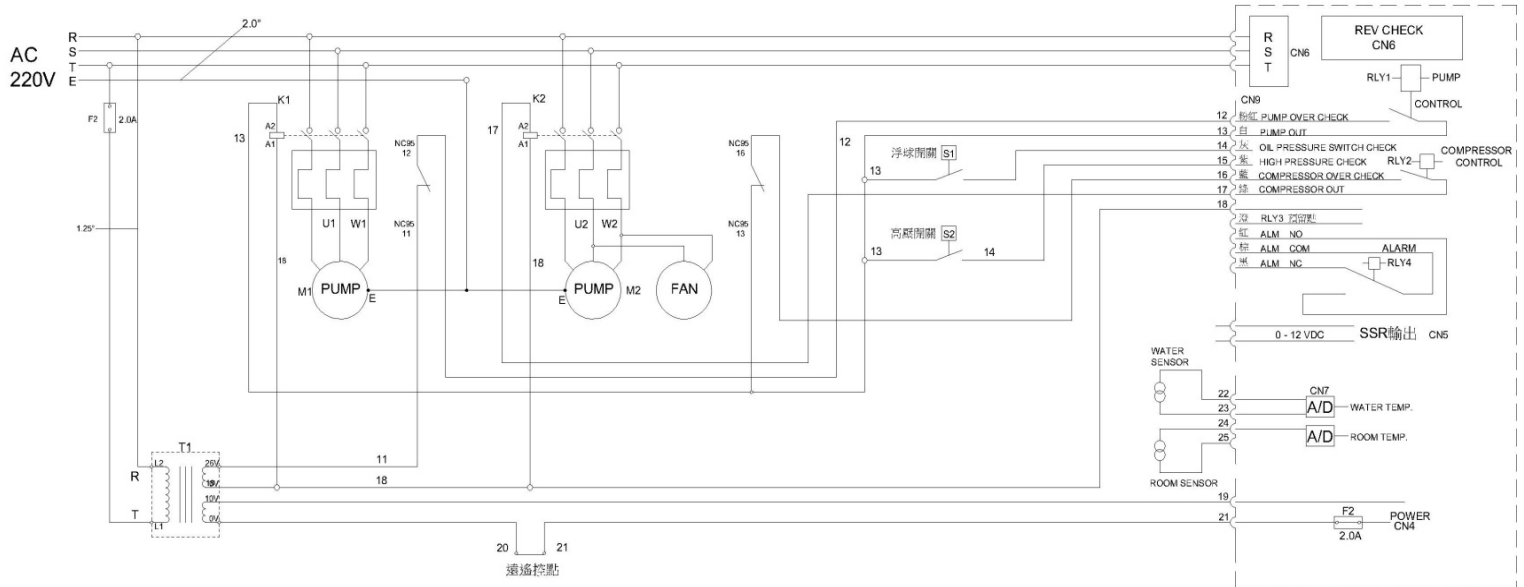 AC
220V
R
S
T
E
2.0"
F2
2.0A
1.25"
K1
A2
A1
13
U1 W1
M1 PUMP E
16
NC95
12
NC95
11
K2
17
A2
A1
U2 W2
18
E PUMP M2
FAN
NC95
16
NC95
13
12
浮球開關 S1
13
高壓開關 S2
13 14
T1
R
T
L2
L1
26V
10V
0V
11
18
20 21
遠遙控點
R
S
T
CN6
REV CHECK
CN6
RLY1 PUMP
CONTROL
CN9
12 粉紅 PUMP OVER CHECK
13 白 PUMP OUT
14 灰 OIL PRESSURE SWITCH CHECK
15 紫 HIGH PRESSURE CHECK
16 藍 COMPRESSOR OVER CHECK
17 綠 COMPRESSOR OUT
18
COMPRESSOR
RLY2 CONTROL
澄 RLY3 預留點
紅 ALM NO
棕 ALM COM ALARM
黑 ALM NC RLY4
0 - 12 VDC SSR輸出 CN5
WATER
SENSOR
22
23
CN7
A/D WATER TEMP.
24
25
A/D ROOM TEMP.
ROOM SENSOR
19
21
F2
2.0A
POWER
CN4